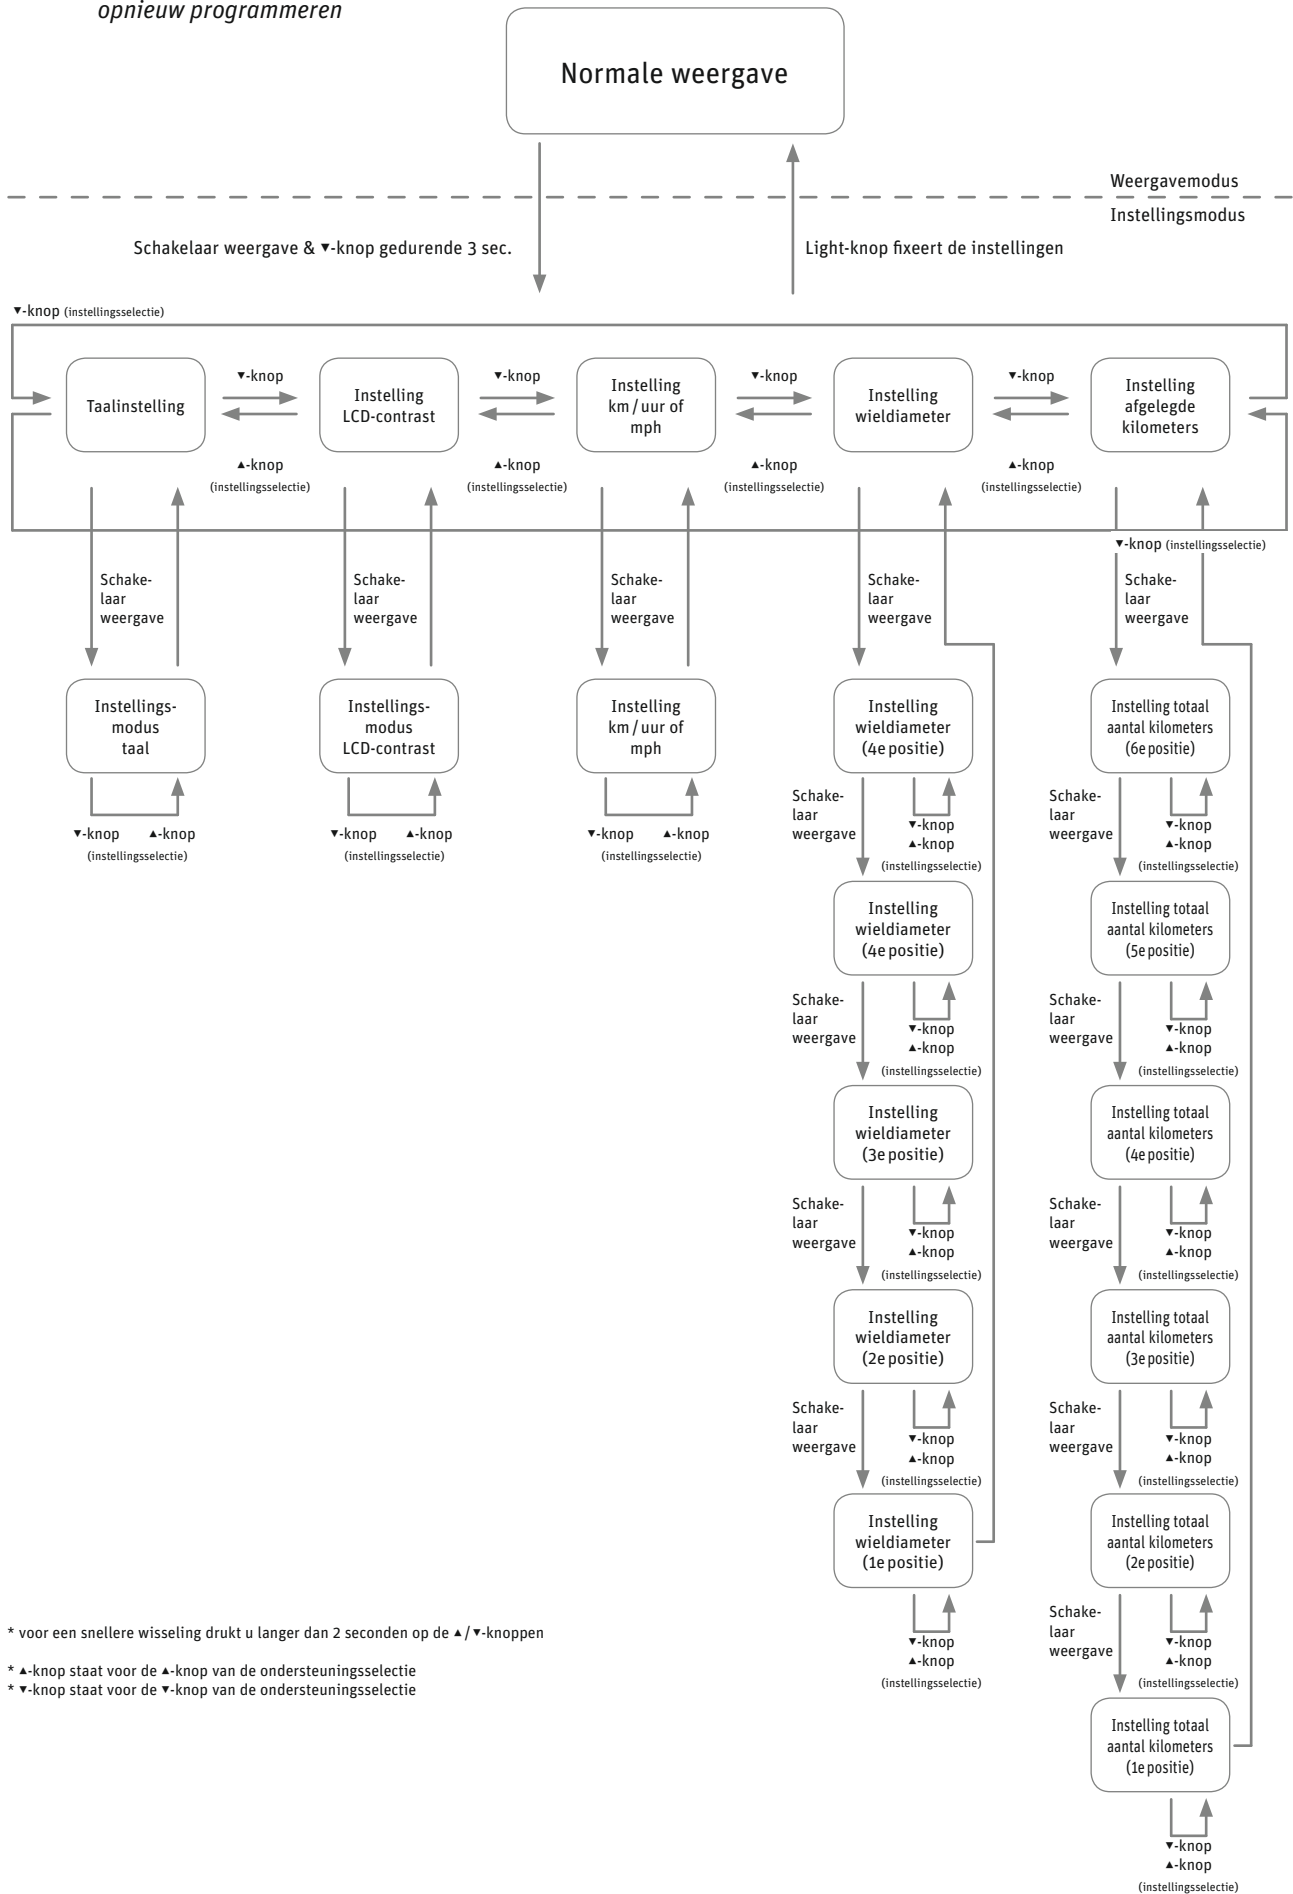 opnieuw programmeren
Normale weergave
Weergavemodus
Instellingsmodus
Schakelaar weergave & ▼-knop gedurende 3 sec.
Light-knop fixeert de instellingen
▼-knop (instellingsselectie)
Taalinstelling
▼-knop
▲-knop
(instellingsselectie)
Instelling
LCD-contrast
▼-knop
▲-knop
(instellingsselectie)
Instelling
km / uur of
mph
▼-knop
▲-knop
(instellingsselectie)
Instelling
wieldiameter
▼-knop
▲-knop
(instellingsselectie)
Instelling
afgelegde
kilometers
▼-knop (instellingsselectie)
Schake-
laar
weergave
Schake-
laar
weergave
Schake-
laar
weergave
Schake-
laar
weergave
Schake-
laar
weergave
Instellings-
modus
taal
▼-knop ▲-knop
(instellingsselectie)
Instellings-
modus
LCD-contrast
▼-knop ▲-knop
(instellingsselectie)
Instelling
km / uur of
mph
▼-knop ▲-knop
(instellingsselectie)
Instelling
wieldiameter
(4e positie)
Schake-
laar
weergave
▼-knop
▲-knop
(instellingsselectie)
Instelling
wieldiameter
(4e positie)
Schake-
laar
weergave
▼-knop
▲-knop
(instellingsselectie)
Instelling
wieldiameter
(3e positie)
Schake-
laar
weergave
▼-knop
▲-knop
(instellingsselectie)
Instelling
wieldiameter
(2e positie)
Schake-
laar
weergave
▼-knop
▲-knop
(instellingsselectie)
Instelling
wieldiameter
(1e positie)
▼-knop
▲-knop
(instellingsselectie)
Instelling totaal
aantal kilometers
(6e positie)
Schake-
laar
weergave
▼-knop
▲-knop
(instellingsselectie)
Instelling totaal
aantal kilometers
(5e positie)
Schake-
laar
weergave
▼-knop
▲-knop
(instellingsselectie)
Instelling totaal
aantal kilometers
(4e positie)
Schake-
laar
weergave
▼-knop
▲-knop
(instellingsselectie)
Instelling totaal
aantal kilometers
(3e positie)
Schake-
laar
weergave
▼-knop
▲-knop
(instellingsselectie)
Instelling totaal
aantal kilometers
(2e positie)
Schake-
laar
weergave
▼-knop
▲-knop
(instellingsselectie)
Instelling totaal
aantal kilometers
(1e positie)
▼-knop
▲-knop
(instellingsselectie)
* voor een snellere wisseling drukt u langer dan 2 seconden op de ▲/▼-knoppen
* ▲-knop staat voor de ▲-knop van de ondersteuningsselectie
* ▼-knop staat voor de ▼-knop van de ondersteuningsselectie